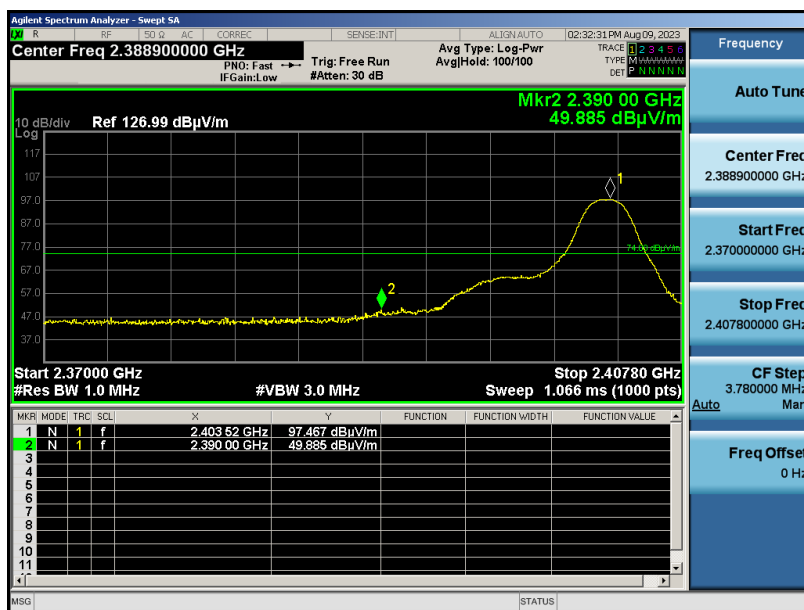 Agilent Spectrum Analyzer - Swept SA
LXI R RF 50 Ω AC CORREC SENSE:INT ALIGN AUTO 02:32:31 PM Aug 09, 2023
Center Freq 2.388900000 GHz
PNO: Fast
IFGain:Low
Trig: Free Run
#Atten: 30 dB
Avg Type: Log-Pwr
Avg|Hold: 100/100
TRACE 1 2 3 4 5 6
TYPE M
DET P N N N N N
Mkr2 2.390 00 GHz
49.885 dBµV/m
10 dB/div Ref 126.99 dBµV/m
Log
117
107
97.0
87.0
77.0
67.0
57.0
47.0
37.0
1
2
74.00 dBµV/m
Start 2.37000 GHz Stop 2.40780 GHz
#Res BW 1.0 MHz #VBW 3.0 MHz Sweep 1.066 ms (1000 pts)
MKR MODE TRC SCL X Y FUNCTION FUNCTION WIDTH FUNCTION VALUE
1 N 1 f 2.403 52 GHz 97.467 dBµV/m
2 N 1 f 2.390 00 GHz 49.885 dBµV/m
3
4
5
6
7
8
9
10
11
MSG STATUS
Frequency
Auto Tune
Center Freq
2.388900000 GHz
Start Freq
2.370000000 GHz
Stop Freq
2.407800000 GHz
CF Step
3.780000 MHz
Auto Man
Freq Offset
0 Hz